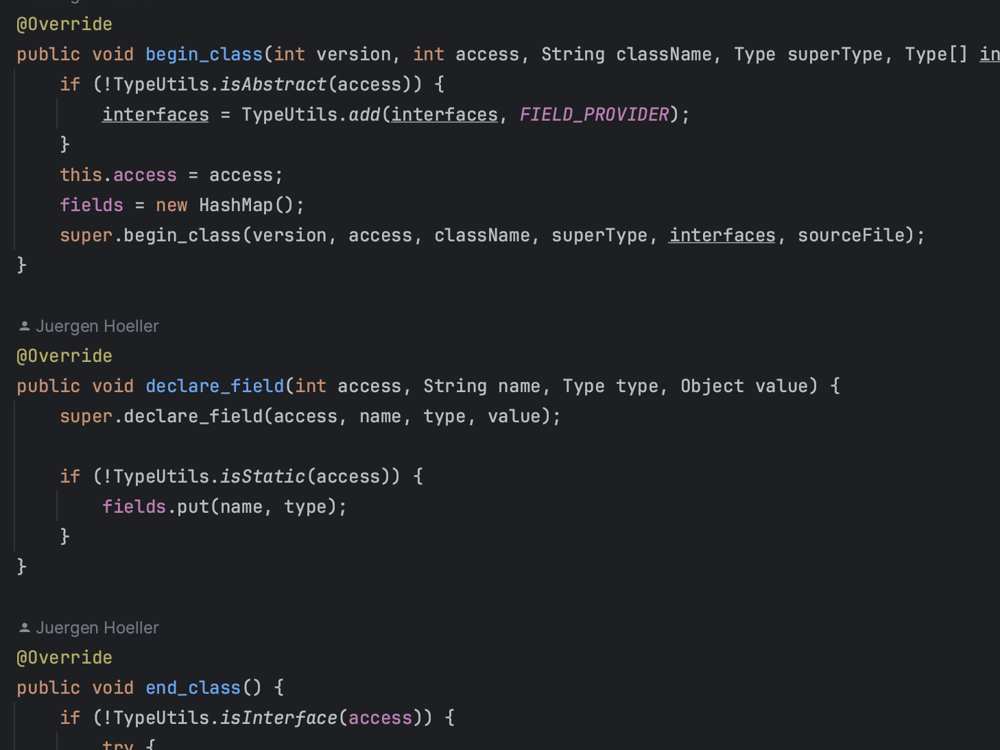 @Override
public void begin_class(int version, int access, String className, Type superType, Type[] in
if (!TypeUtils.isAbstract(access)) {
interfaces = TypeUtils.add(interfaces, FIELD_PROVIDER);
}
this.access = access;
fields = new HashMap();
super.begin_class(version, access, className, superType, interfaces, sourceFile);
}
Juergen Hoeller
@Override
public void declare_field(int access, String name, Type type, Object value) {
super.declare_field(access, name, type, value);
if (!TypeUtils.isStatic(access)) {
fields.put(name, type);
}
}
Juergen Hoeller
@Override
public void end_class() {
if (!TypeUtils.isInterface(access)) {
try {